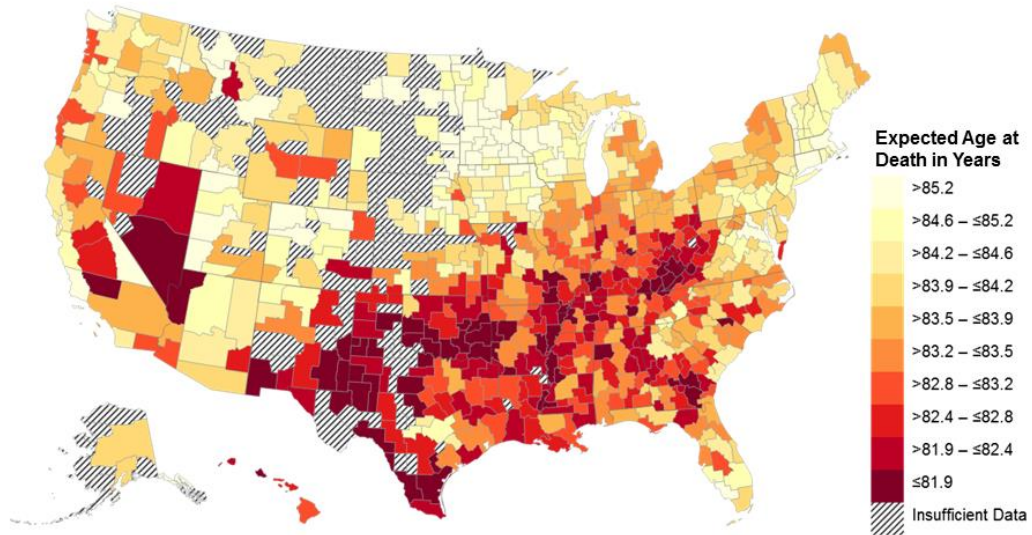 Expected Age at
Death in Years
>85.2
>84.6 – ≤85.2
>84.2 – ≤84.6
>83.9 – ≤84.2
>83.5 – ≤83.9
>83.2 – ≤83.5
>82.8 – ≤83.2
>82.4 – ≤82.8
>81.9 – ≤82.4
≤81.9
Insufficient Data